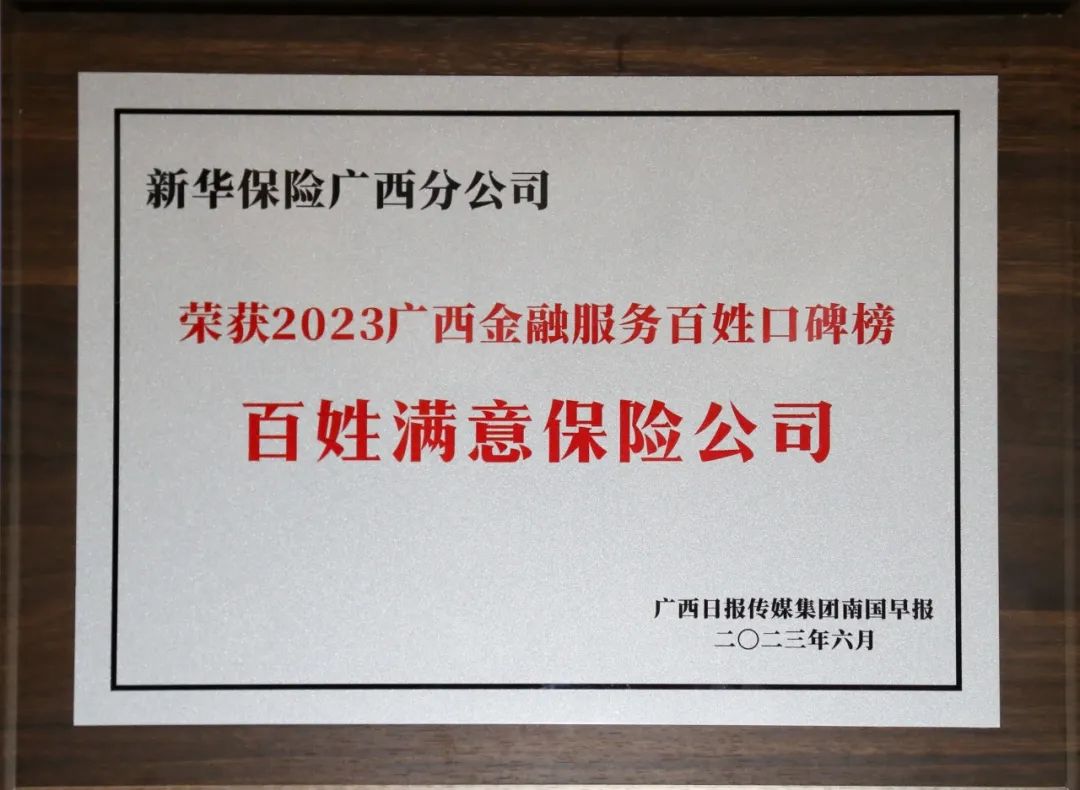 新华保险广西分公司
荣获2023广西金融服务百姓口碑榜
百姓满意保险公司
广西日报传媒集团南国早报
二〇二三年六月